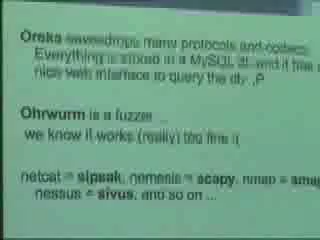 Oreka eavesdrops many protocols and codecs.
Everything is stored in a MySQL db and it has a
nice web interface to query the db :P
Ohrwurm is a fuzzer ...
we know it works (really) too fine :(
netcat = sipsak, nemesis = scapy, nmap = smap
nessus = sivus, and so on ...